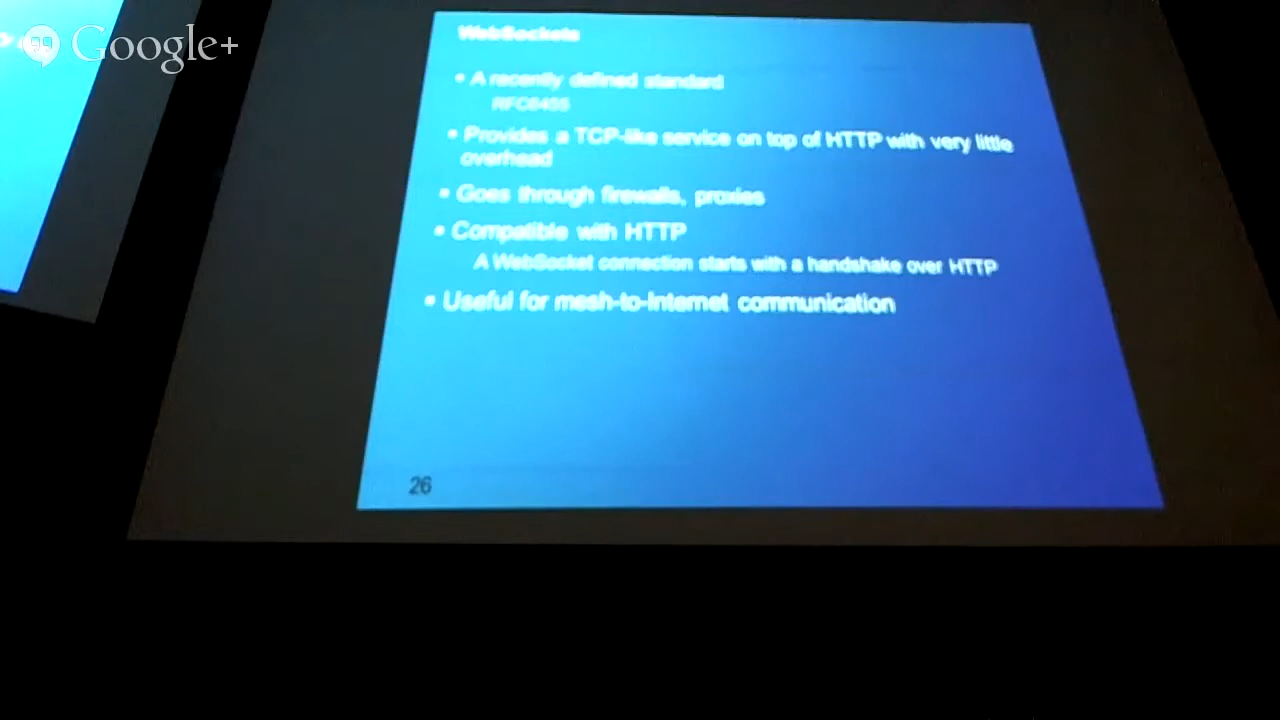 Google+
WebSockets
• A recently defined standard
RFC6455
• Provides a TCP-like service on top of HTTP with very little
overhead
• Goes through firewalls, proxies
• Compatible with HTTP
A WebSocket connection starts with a handshake over HTTP
• Useful for mesh-to-Internet communication
26